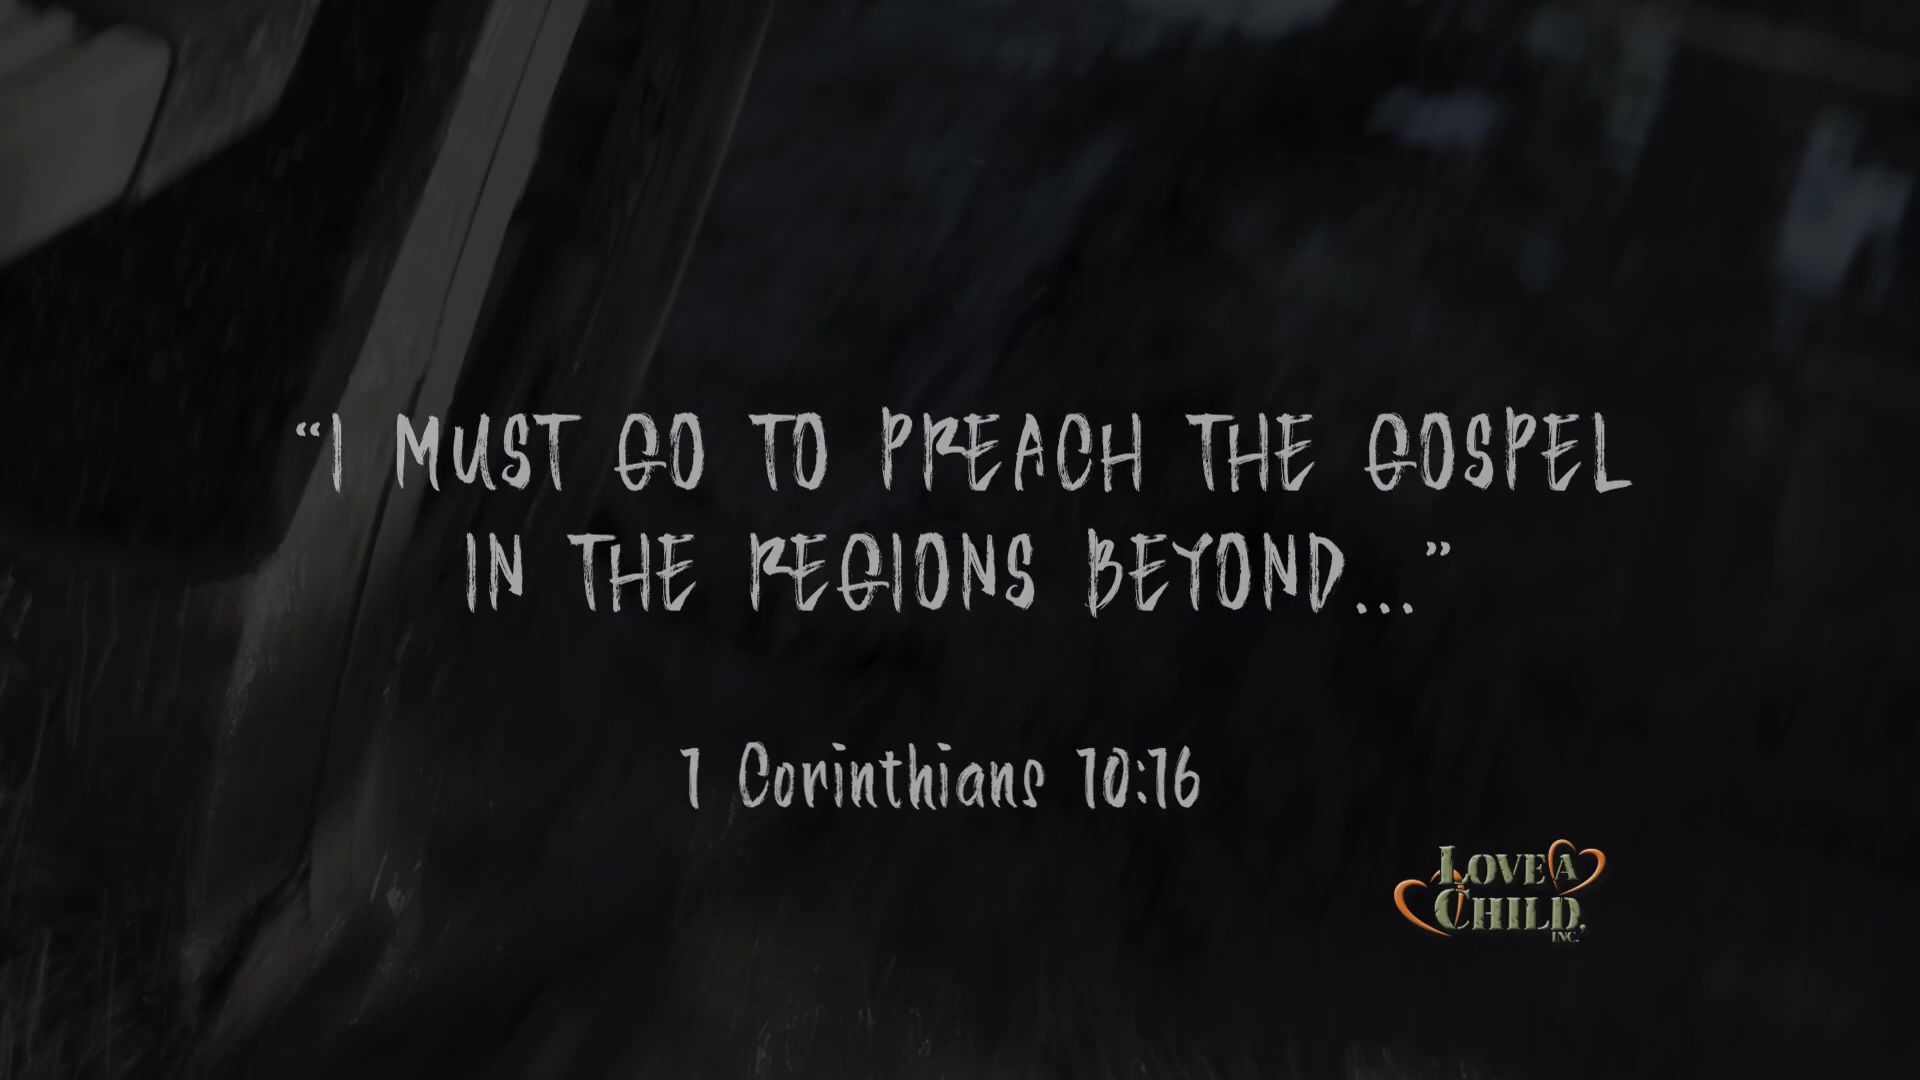 “I MUST GO TO PREACH THE GOSPEL
IN THE REGIONS BEYOND...”
1 Corinthians 10:16
LOVE A
CHILD,
INC.